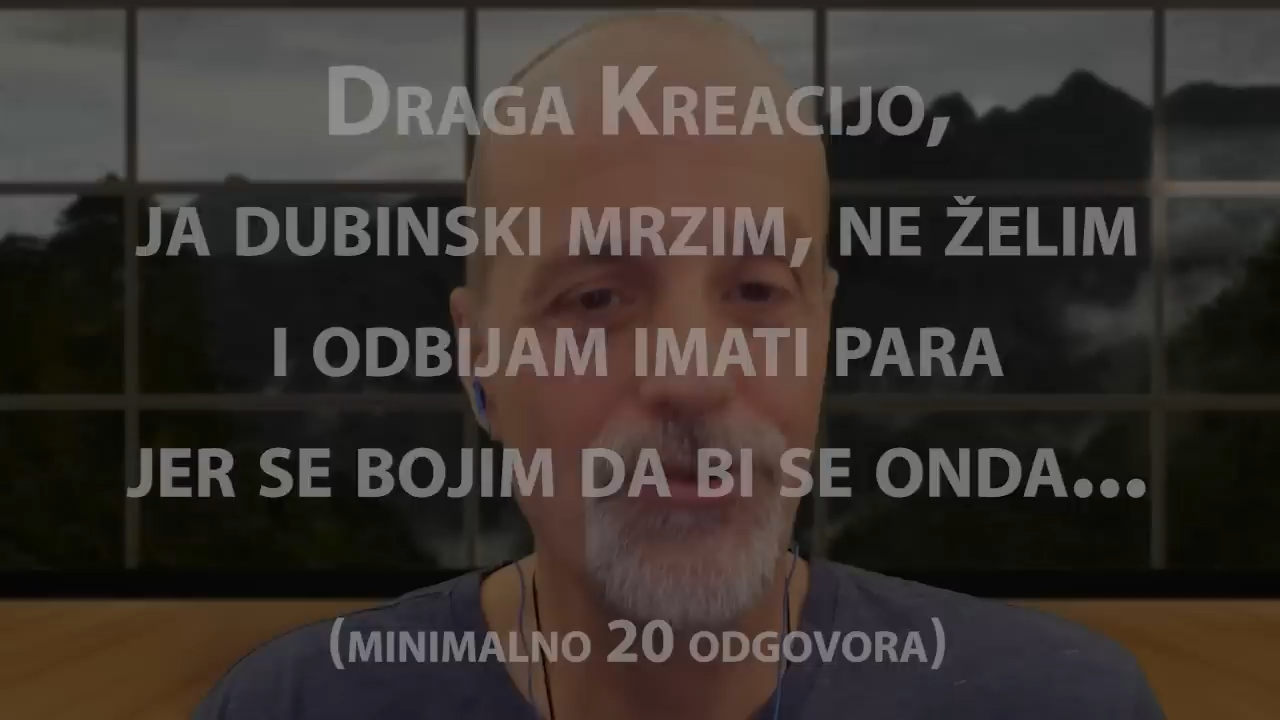 Draga Kreacijo,
ja dubinski mrzim, ne želim
i odbijam imati para
jer se bojim da bi se onda...
(minimalno 20 odgovora)